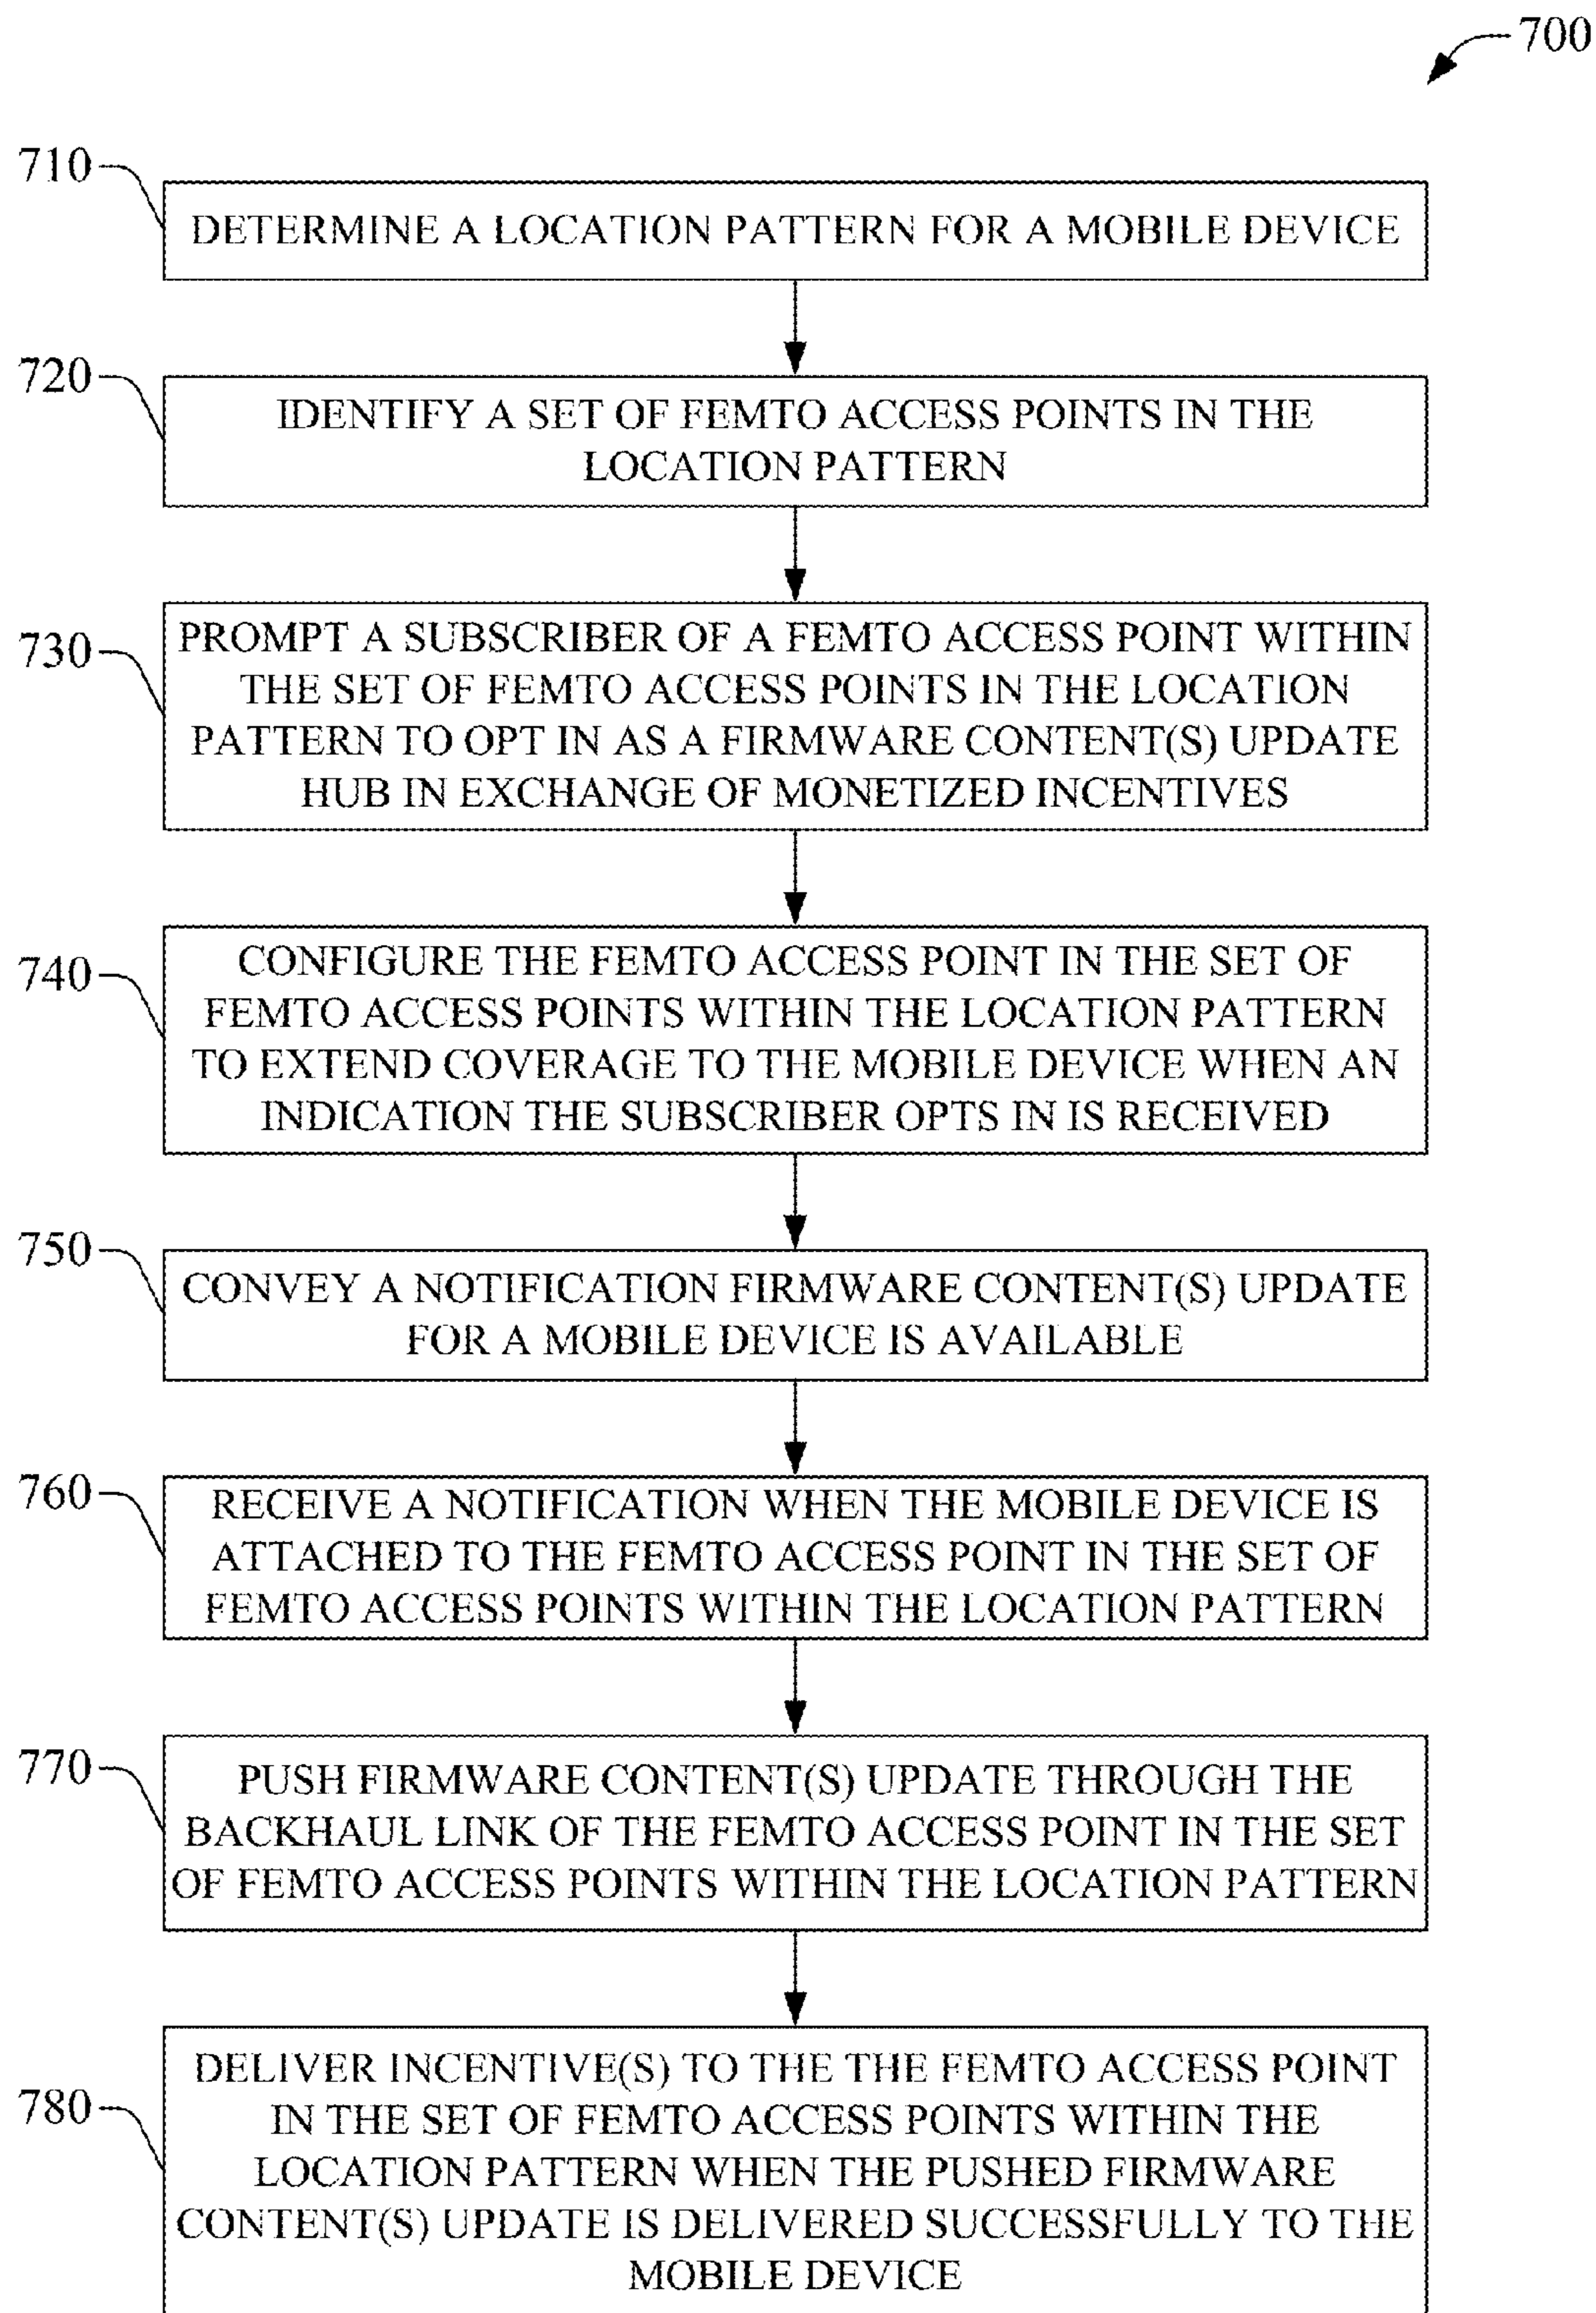 700
710
DETERMINE A LOCATION PATTERN FOR A MOBILE DEVICE
720
IDENTIFY A SET OF FEMTO ACCESS POINTS IN THE
LOCATION PATTERN
730
PROMPT A SUBSCRIBER OF A FEMTO ACCESS POINT WITHIN
THE SET OF FEMTO ACCESS POINTS IN THE LOCATION
PATTERN TO OPT IN AS A FIRMWARE CONTENT(S) UPDATE
HUB IN EXCHANGE OF MONETIZED INCENTIVES
740
CONFIGURE THE FEMTO ACCESS POINT IN THE SET OF
FEMTO ACCESS POINTS WITHIN THE LOCATION PATTERN
TO EXTEND COVERAGE TO THE MOBILE DEVICE WHEN AN
INDICATION THE SUBSCRIBER OPTS IN IS RECEIVED
750
CONVEY A NOTIFICATION FIRMWARE CONTENT(S) UPDATE
FOR A MOBILE DEVICE IS AVAILABLE
760
RECEIVE A NOTIFICATION WHEN THE MOBILE DEVICE IS
ATTACHED TO THE FEMTO ACCESS POINT IN THE SET OF
FEMTO ACCESS POINTS WITHIN THE LOCATION PATTERN
770
PUSH FIRMWARE CONTENT(S) UPDATE THROUGH THE
BACKHAUL LINK OF THE FEMTO ACCESS POINT IN THE SET
OF FEMTO ACCESS POINTS WITHIN THE LOCATION PATTERN
780
DELIVER INCENTIVE(S) TO THE THE FEMTO ACCESS POINT
IN THE SET OF FEMTO ACCESS POINTS WITHIN THE
LOCATION PATTERN WHEN THE PUSHED FIRMWARE
CONTENT(S) UPDATE IS DELIVERED SUCCESSFULLY TO THE
MOBILE DEVICE